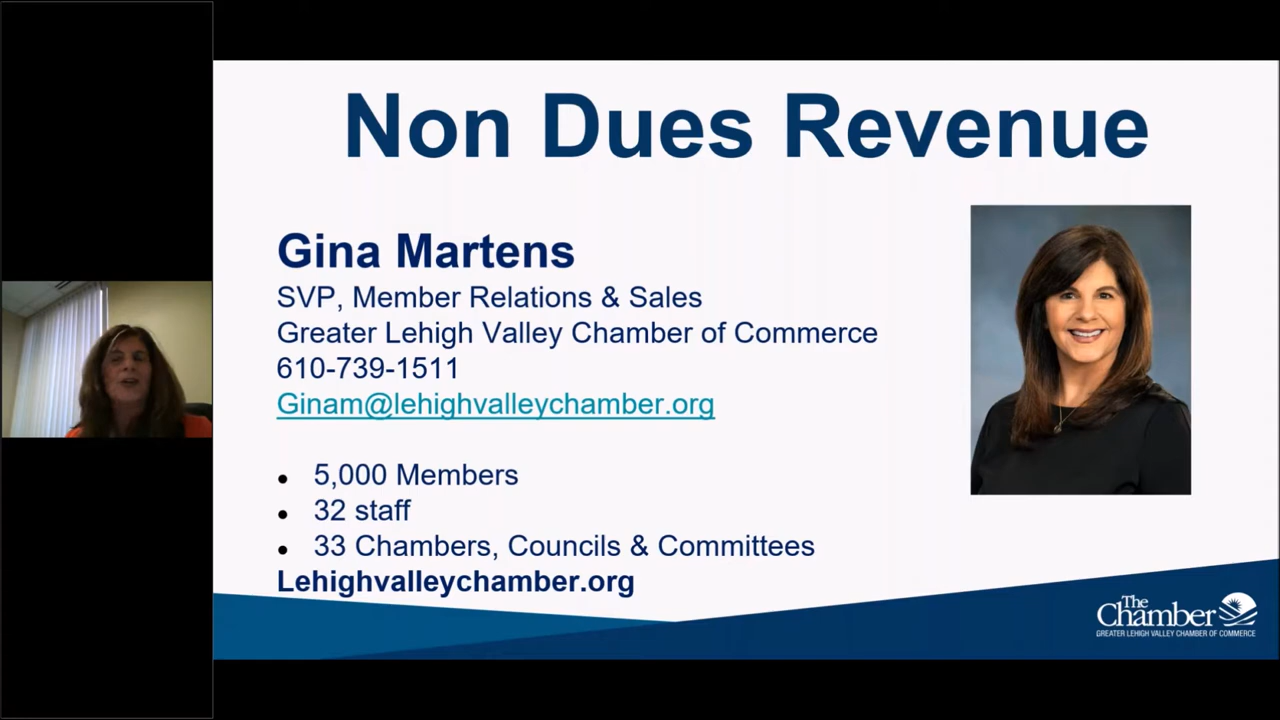 Non Dues Revenue
Gina Martens
SVP, Member Relations & Sales
Greater Lehigh Valley Chamber of Commerce
610-739-1511
Ginam@lehighvalleychamber.org
• 5,000 Members
• 32 staff
• 33 Chambers, Councils & Committees
Lehighvalleychamber.org
The
Chamber
GREATER LEHIGH VALLEY CHAMBER OF COMMERCE